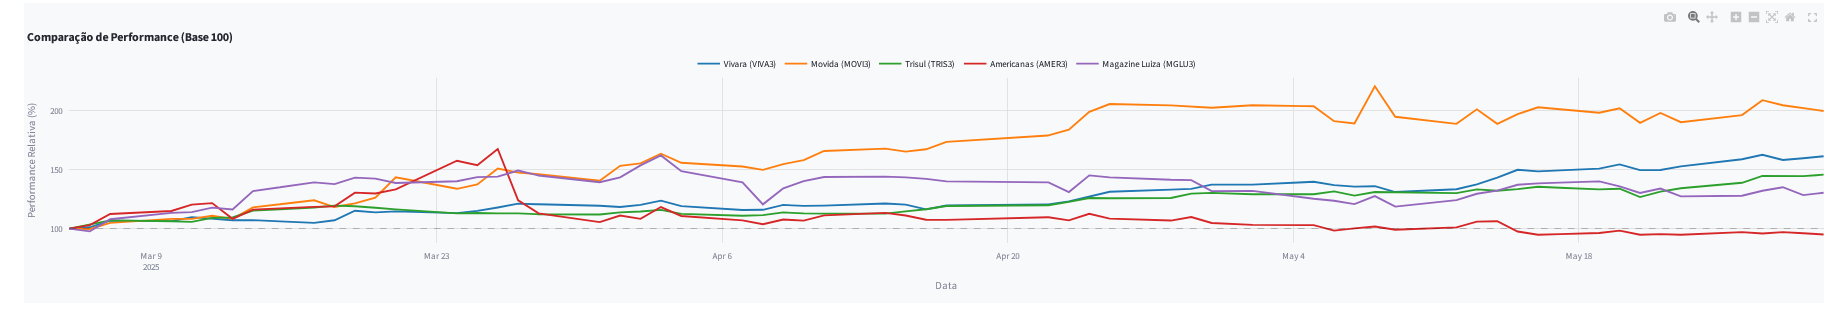 Comparação de Performance (Base 100)
Vivara (VIVA3) Movida (MOVI3) Trisul (TRIS3) Americanas (AMER3) Magazine Luiza (MGLU3)
Performance Relativa (%)
200
150
100
Mar 9 Mar 23 Apr 6 Apr 20 May 4 May 18
2025
Data